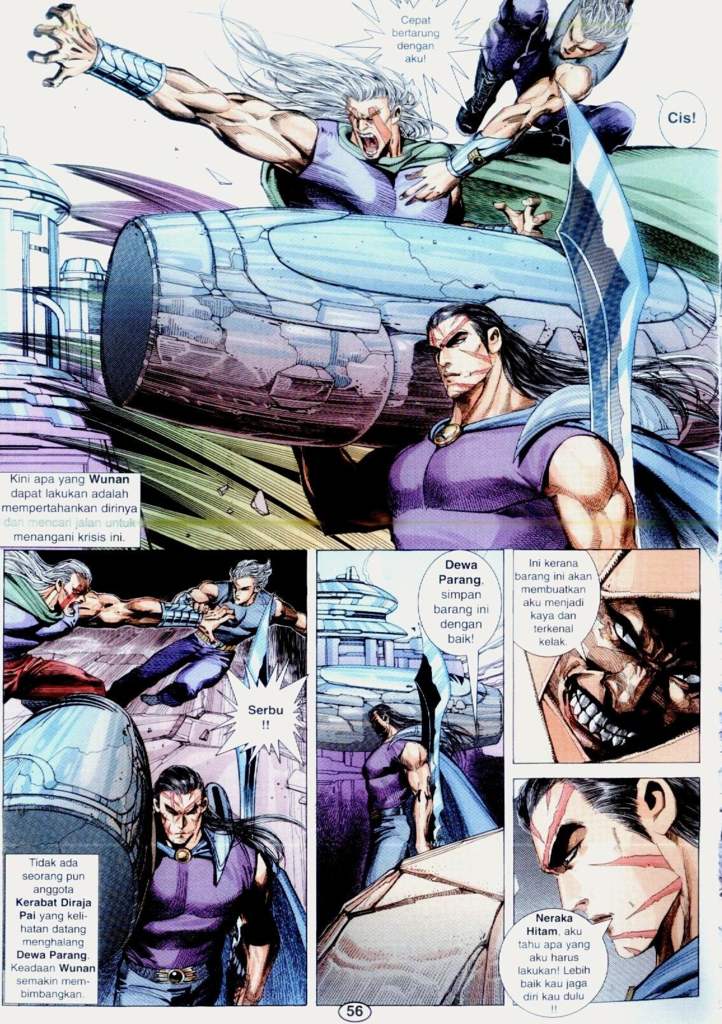 Cepat
bertarung
dengan
aku!
Cis!
Kini apa yang Wunan
dapat lakukan adalah
mempertahankan dirinya
dan mencari jalan untuk
menangani krisis ini.
Serbu
!!
Tidak ada
seorang pun
anggota
Kerabat Diraja
Pai yang keli-
hatan datang
menghalang
Dewa Parang.
Keadaan Wunan
semakin mem-
bimbangkan.
Dewa
Parang,
simpan
barang ini
dengan
baik!
Ini kerana
barang ini akan
membuatkan
aku menjadi
kaya dan
terkenal
kelak.
Neraka
Hitam, aku
tahu apa yang
aku harus
lakukan! Lebih
baik kau jaga
diri kau dulu
!!
56